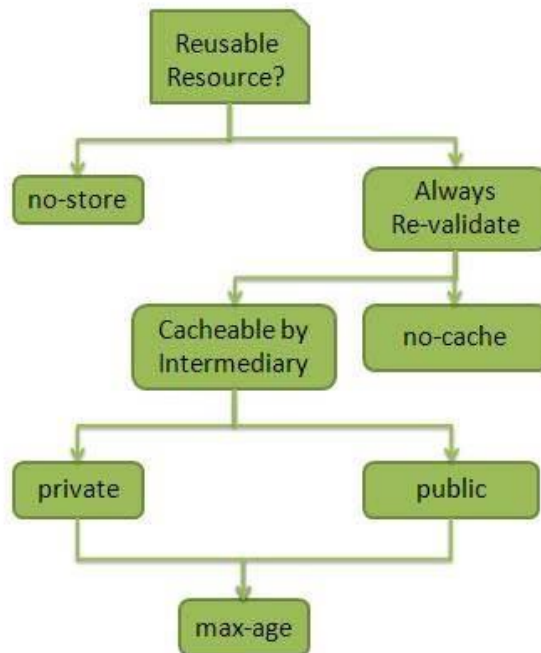 Reusable
Resource?
no-store
Always
Re-validate
Cacheable by
Intermediary
no-cache
private
public
max-age